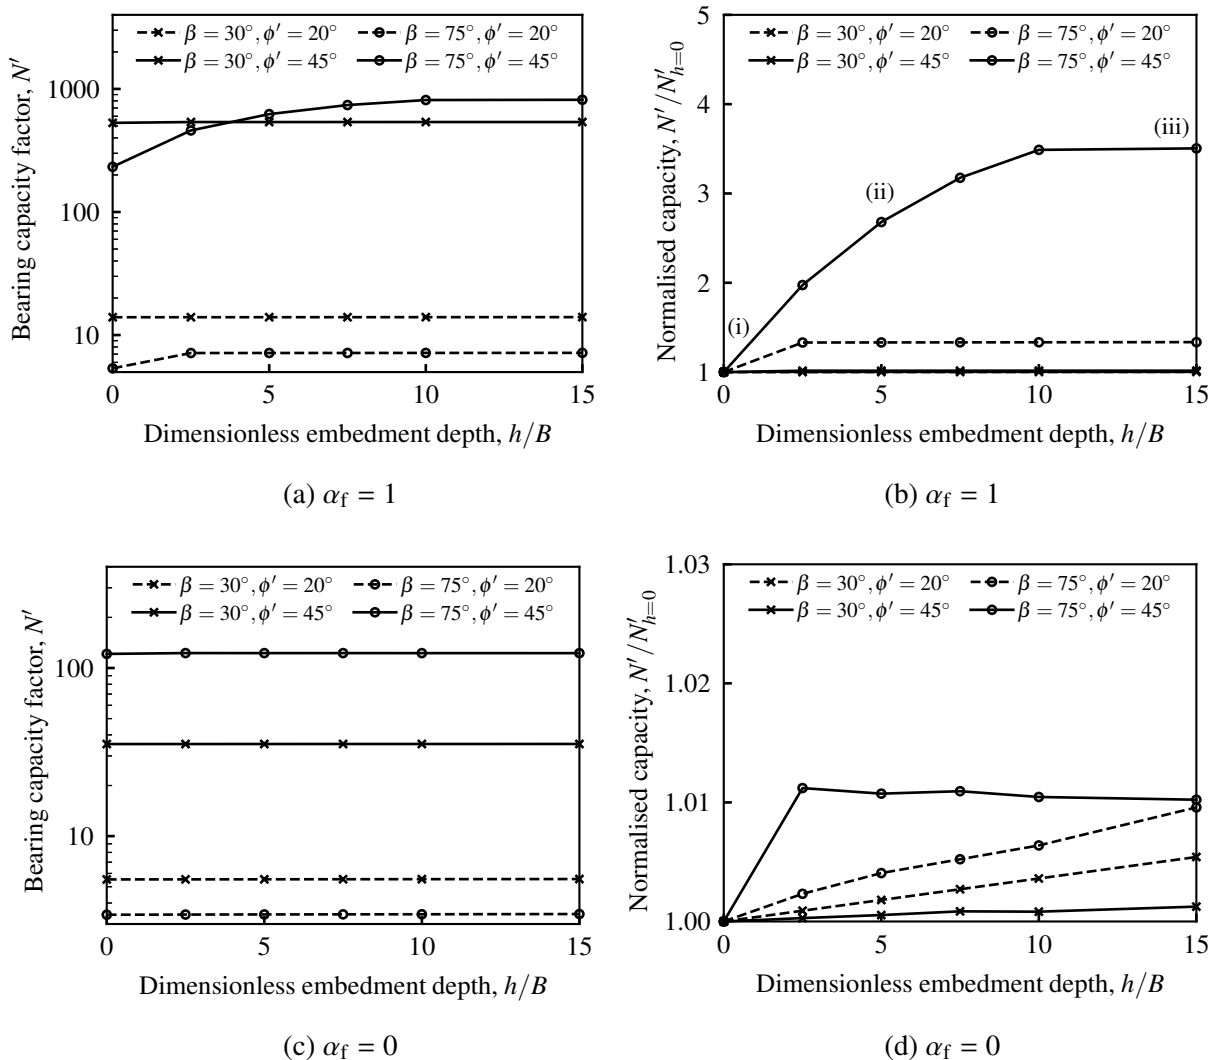 β = 30°, ϕ′ = 20°
β = 75°, ϕ′ = 20°
β = 30°, ϕ′ = 45°
β = 75°, ϕ′ = 45°
1000
100
10
0
5
10
15
Bearing capacity factor, N′
Dimensionless embedment depth, h/B
(a) αf = 1
β = 30°, ϕ′ = 20°
β = 75°, ϕ′ = 20°
β = 30°, ϕ′ = 45°
β = 75°, ϕ′ = 45°
5
4
3
2
1
(i)
(ii)
(iii)
0
5
10
15
Normalised capacity, N′/N′h=0
Dimensionless embedment depth, h/B
(b) αf = 1
β = 30°, ϕ′ = 20°
β = 75°, ϕ′ = 20°
β = 30°, ϕ′ = 45°
β = 75°, ϕ′ = 45°
100
10
0
5
10
15
Bearing capacity factor, N′
Dimensionless embedment depth, h/B
(c) αf = 0
β = 30°, ϕ′ = 20°
β = 75°, ϕ′ = 20°
β = 30°, ϕ′ = 45°
β = 75°, ϕ′ = 45°
1.03
1.02
1.01
1.00
0
5
10
15
Normalised capacity, N′/N′h=0
Dimensionless embedment depth, h/B
(d) αf = 0